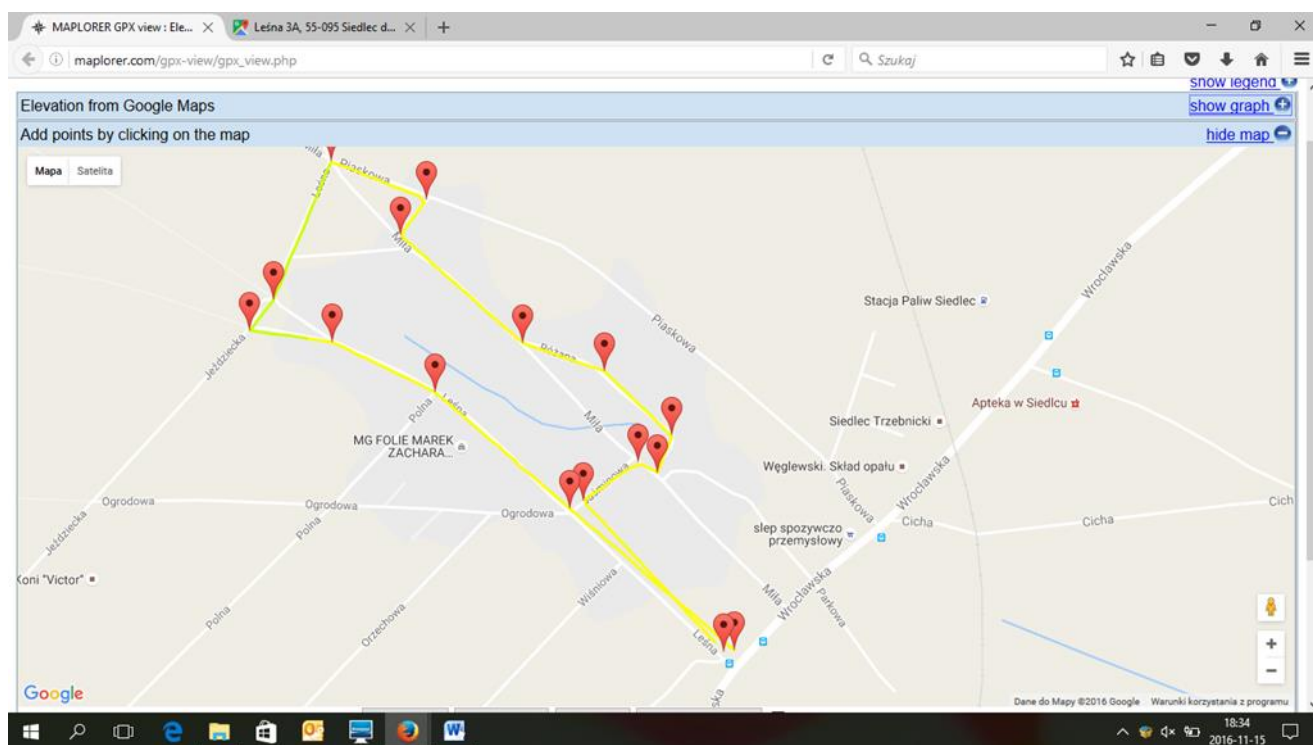 MAPLORER GPX view : Ele...
Leśna 3A, 55-095 Siedlec d...
maplorer.com/gpx-view/gpx_view.php
Szukaj
show legend
Elevation from Google Maps
show graph
Add points by clicking on the map
hide map
Mapa
Satelita
Miła
Piaskowa
Leśna
Miła
Wrocławska
Stacja Paliw Siedlec
Piaskowa
Różana
Jeździecka
Apteka w Siedlcu
Polna
Leśna
Miła
Siedlec Trzebnicki
MG FOLIE MAREK
ZACHARA...
Węglewski. Skład opału
Wrocławska
Piaskowa
Ogrodowa
Ogrodowa
Ogrodowa
Cich
Cicha
Cicha
Polna
Jeździecka
slep spozywczo
przemysłowy
Koni "Victor"
Wiśniowa
Miła
Wrocławska
Parkowa
Polna
Orzechowa
Leśna
ska
Google
Dane do Mapy ©2016 Google
Warunki korzystania z programu
18:34
2016-11-15